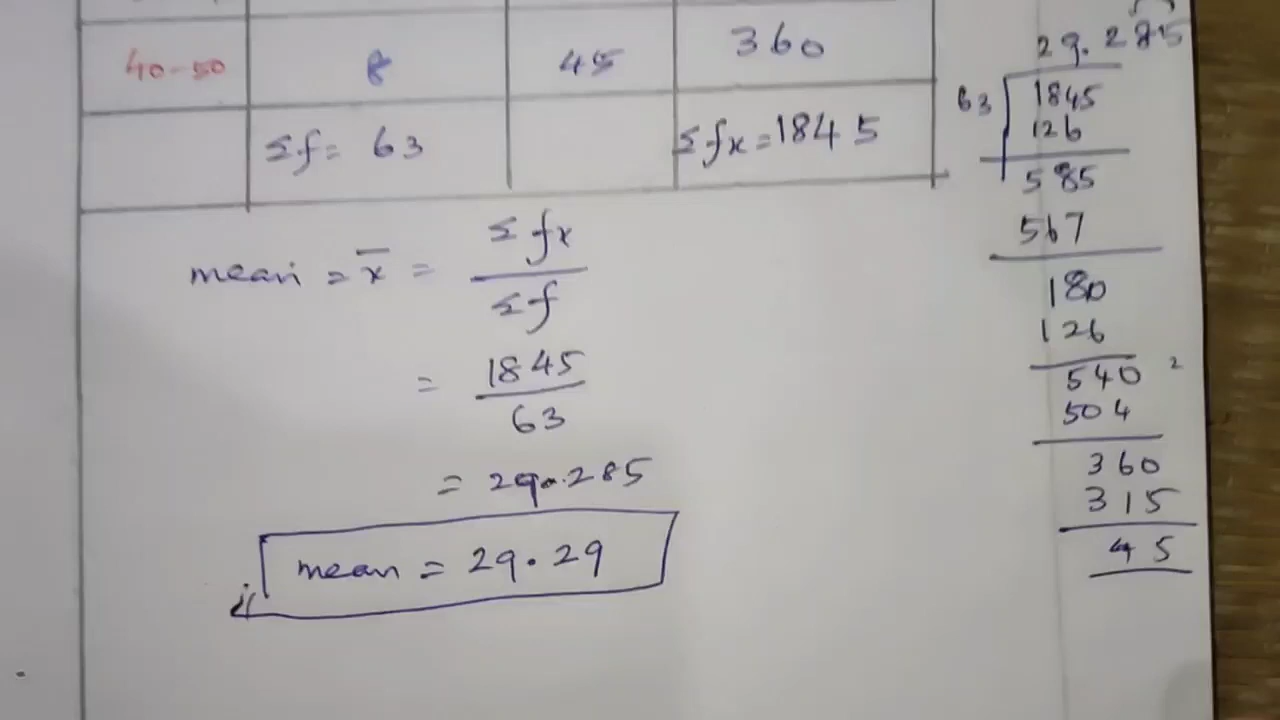 40-50 8 45 360
Σf = 63 Σfx = 1845
mean = x̄ = Σfx / Σf
= 1845 / 63
= 29.285
mean = 29.29
29.285
63 1845
126
585
567
180
126
540
504
360
315
45